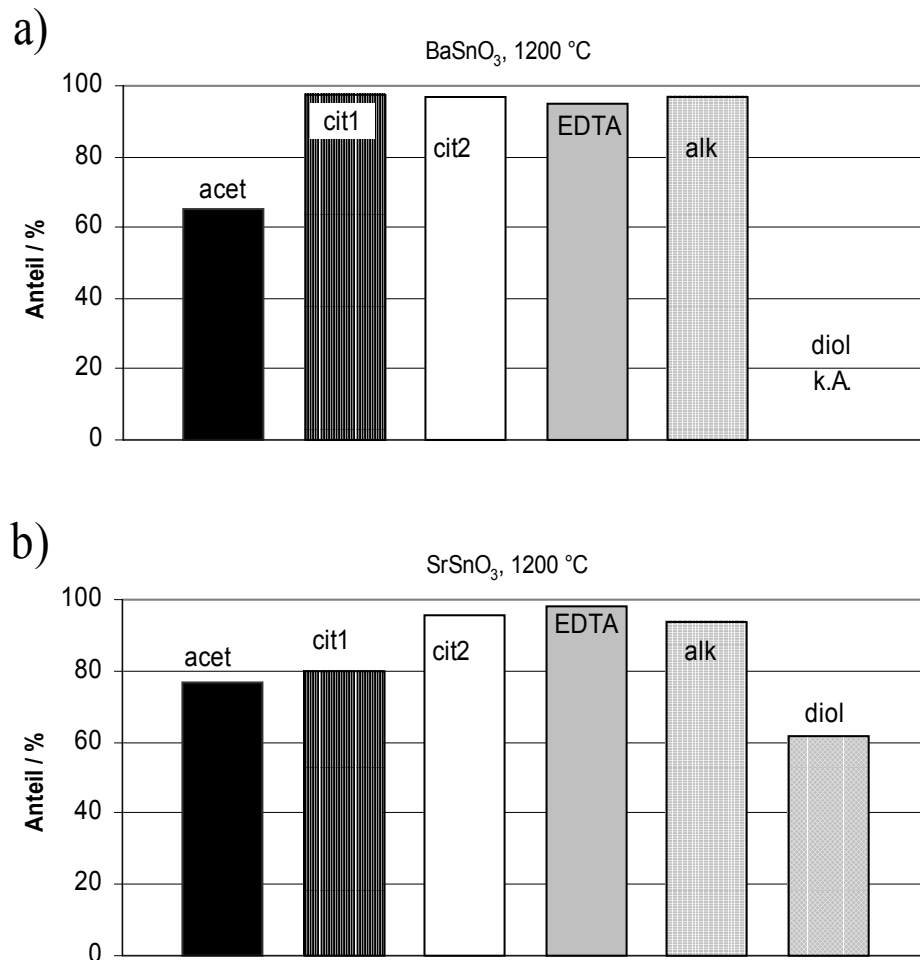 a)
BaSnO₃, 1200 °C
Anteil / %
100
80
60
40
20
0
acet
cit1
cit2
EDTA
alk
diol
k.A.
b)
SrSnO₃, 1200 °C
Anteil / %
100
80
60
40
20
0
acet
cit1
cit2
EDTA
alk
diol